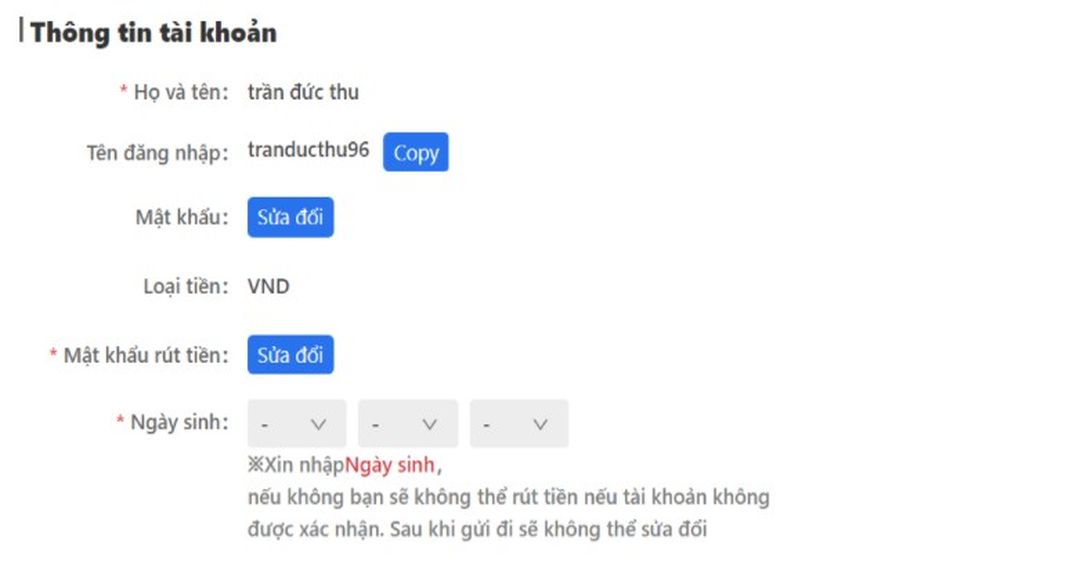 Thông tin tài khoản
* Họ và tên: trần đức thu
Tên đăng nhập: tranducthu96 Copy
Mật khẩu: Sửa đổi
Loại tiền: VND
* Mật khẩu rút tiền: Sửa đổi
* Ngày sinh: - - -
※Xin nhậpNgày sinh,
nếu không bạn sẽ không thể rút tiền nếu tài khoản không
được xác nhận. Sau khi gửi đi sẽ không thể sửa đổi